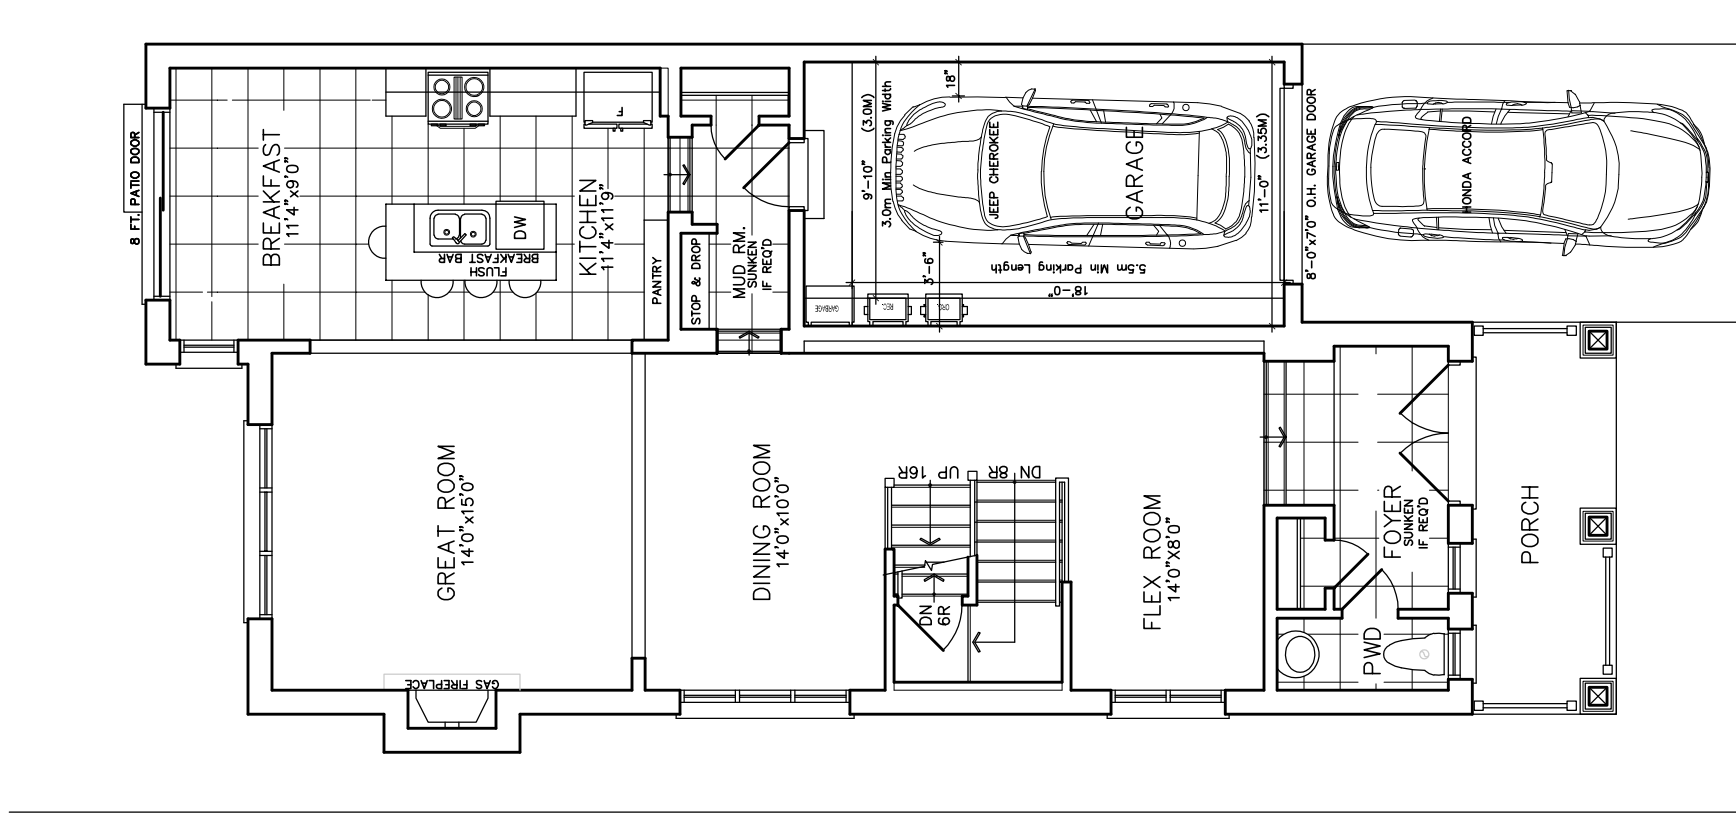 8 FT. PATIO DOOR
BREAKFAST
11'4"x9'0"
F
DW
FLUSH
BREAKFAST BAR
KITCHEN
11'4"x11'9"
PANTRY
STOP & DROP
MUD RM.
SUNKEN
IF REQ'D
9'-10" (3.0M)
3.0m Min Parking Width
18"
JEEP CHEROKEE
GARAGE
3'-6"
5.5m Min Parking Length
18'-0"
11'-0" (3.35M)
8'-0"x7'0" O.H. GARAGE DOOR
HONDA ACCORD
GARBAGE
REC.
ORG.
GREAT ROOM
14'0"x15'0"
GAS FIREPLACE
DINING ROOM
14'0"x10'0"
UP 16R
DN 8R
DN
6R
FLEX ROOM
14'0"X8'0"
FOYER
SUNKEN
IF REQ'D
PWD
PORCH